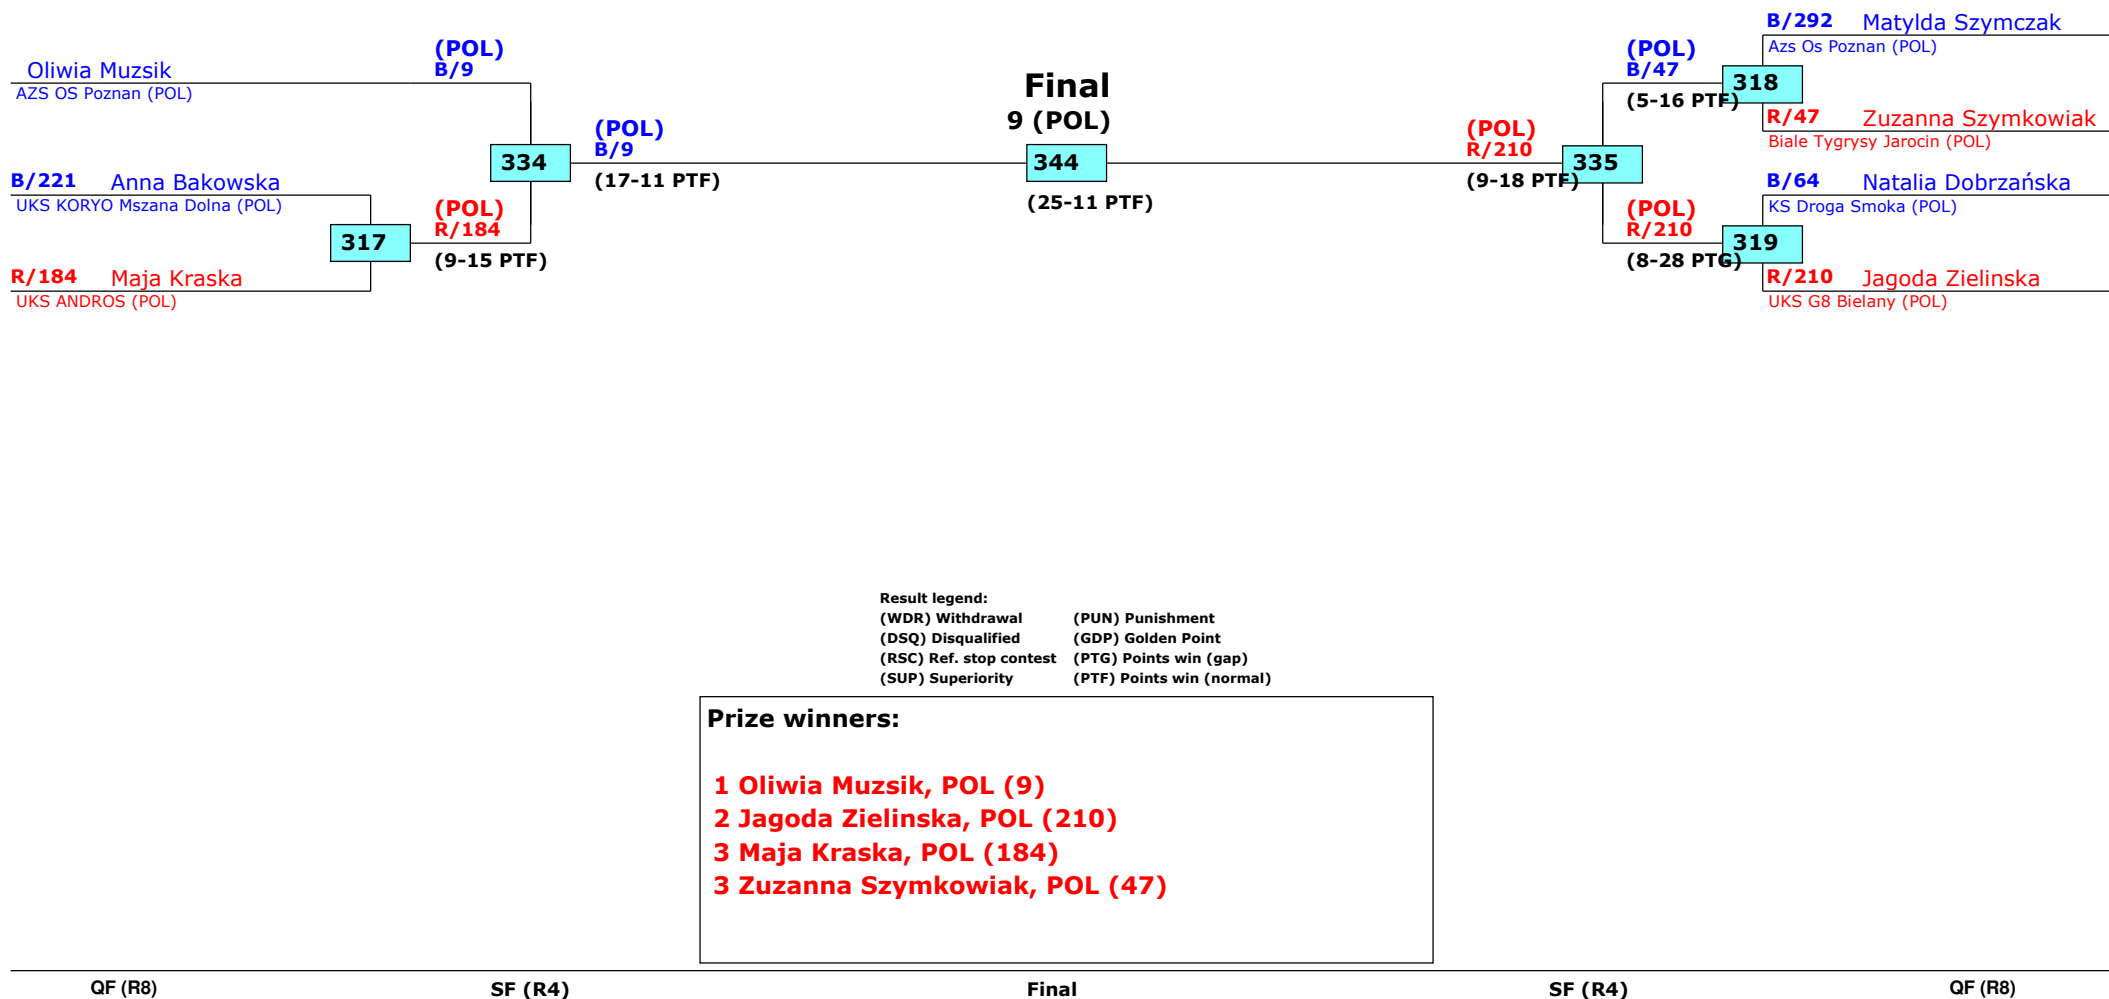 Oliwia Muzsik
AZS OS Poznan (POL)
B/221 Anna Bakowska
UKS KORYO Mszana Dolna (POL)
R/184 Maja Kraska
UKS ANDROS (POL)
317
(POL)
B/9
(POL)
R/184
(9-15 PTF)
334
(POL)
B/9
(17-11 PTF)
Final
9 (POL)
344
(25-11 PTF)
(POL)
R/210
(9-18 PTF)
335
(POL)
B/47
(5-16 PTF)
(POL)
R/210
(8-28 PTG)
318
319
B/292 Matylda Szymczak
Azs Os Poznan (POL)
R/47 Zuzanna Szymkowiak
Biale Tygrysy Jarocin (POL)
B/64 Natalia Dobrzańska
KS Droga Smoka (POL)
R/210 Jagoda Zielinska
UKS G8 Bielany (POL)
Result legend:
(WDR) Withdrawal (PUN) Punishment
(DSQ) Disqualified (GDP) Golden Point
(RSC) Ref. stop contest (PTG) Points win (gap)
(SUP) Superiority (PTF) Points win (normal)
Prize winners:
1 Oliwia Muzsik, POL (9)
2 Jagoda Zielinska, POL (210)
3 Maja Kraska, POL (184)
3 Zuzanna Szymkowiak, POL (47)
QF (R8) SF (R4) Final SF (R4) QF (R8)